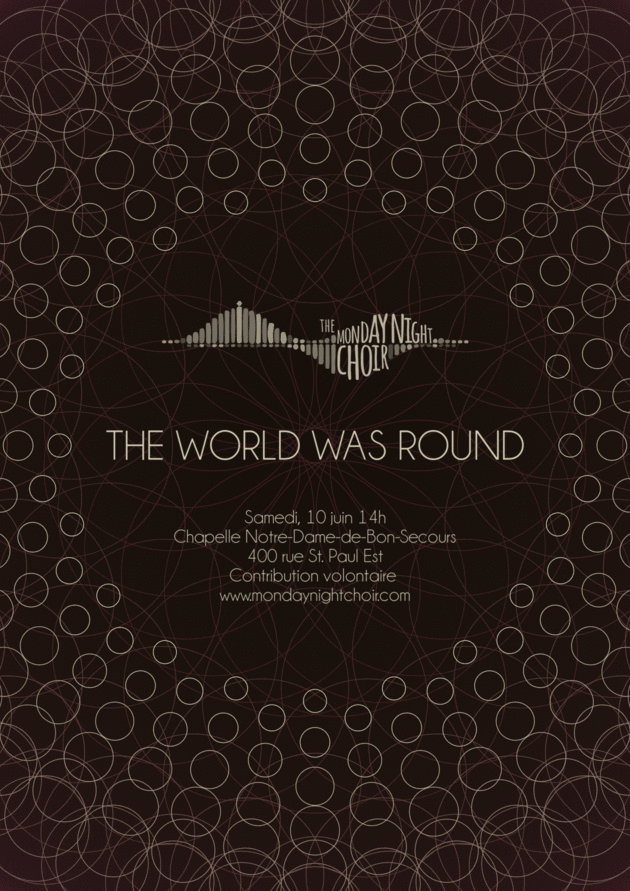 THE MONDAY NIGHT
CHOIR
THE WORLD WAS ROUND
Samedi, 10 juin 14h
Chapelle Notre-Dame-de-Bon-Secours
400 rue St. Paul Est
Contribution volontaire
www.mondaynightchoir.com